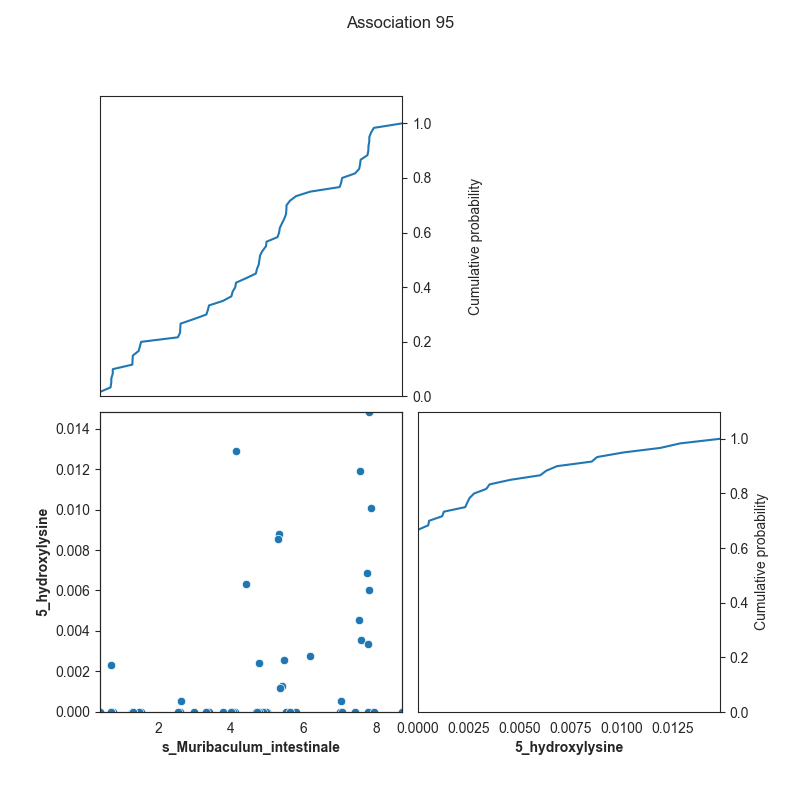 Association 95
1.0
0.8
0.6
0.4
0.2
0.0
Cumulative probability
0.014
0.012
0.010
0.008
0.006
0.004
0.002
0.000
5_hydroxylysine
2 4 6 8
s_Muribaculum_intestinale
1.0
0.8
0.6
0.4
0.2
0.0
Cumulative probability
0.0000 0.0025 0.0050 0.0075 0.0100 0.0125
5_hydroxylysine